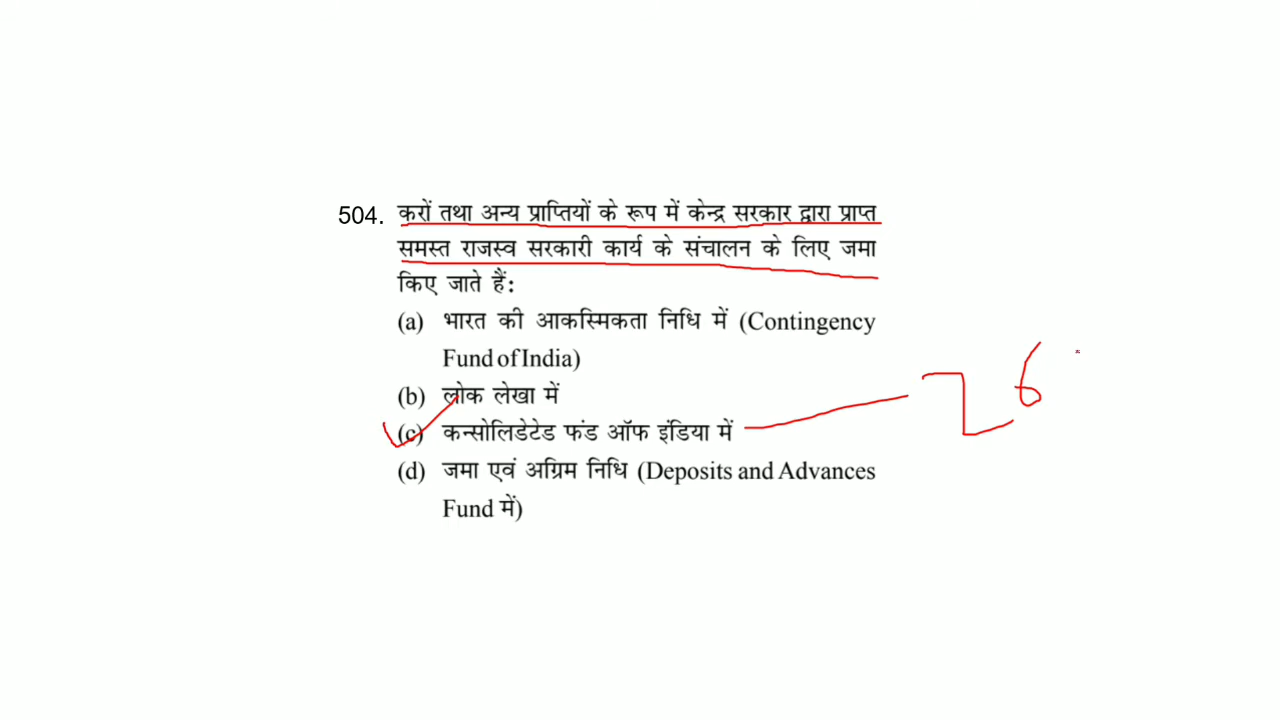 504. करों तथा अन्य प्राप्तियों के रूप में केन्द्र सरकार द्वारा प्राप्त
समस्त राजस्व सरकारी कार्य के संचालन के लिए जमा
किए जाते हैं:
(a) भारत की आकस्मिकता निधि में (Contingency
Fund of India)
(b) लोक लेखा में
(c) कन्सोलिडेटेड फंड ऑफ इंडिया में
(d) जमा एवं अग्रिम निधि (Deposits and Advances
Fund में)